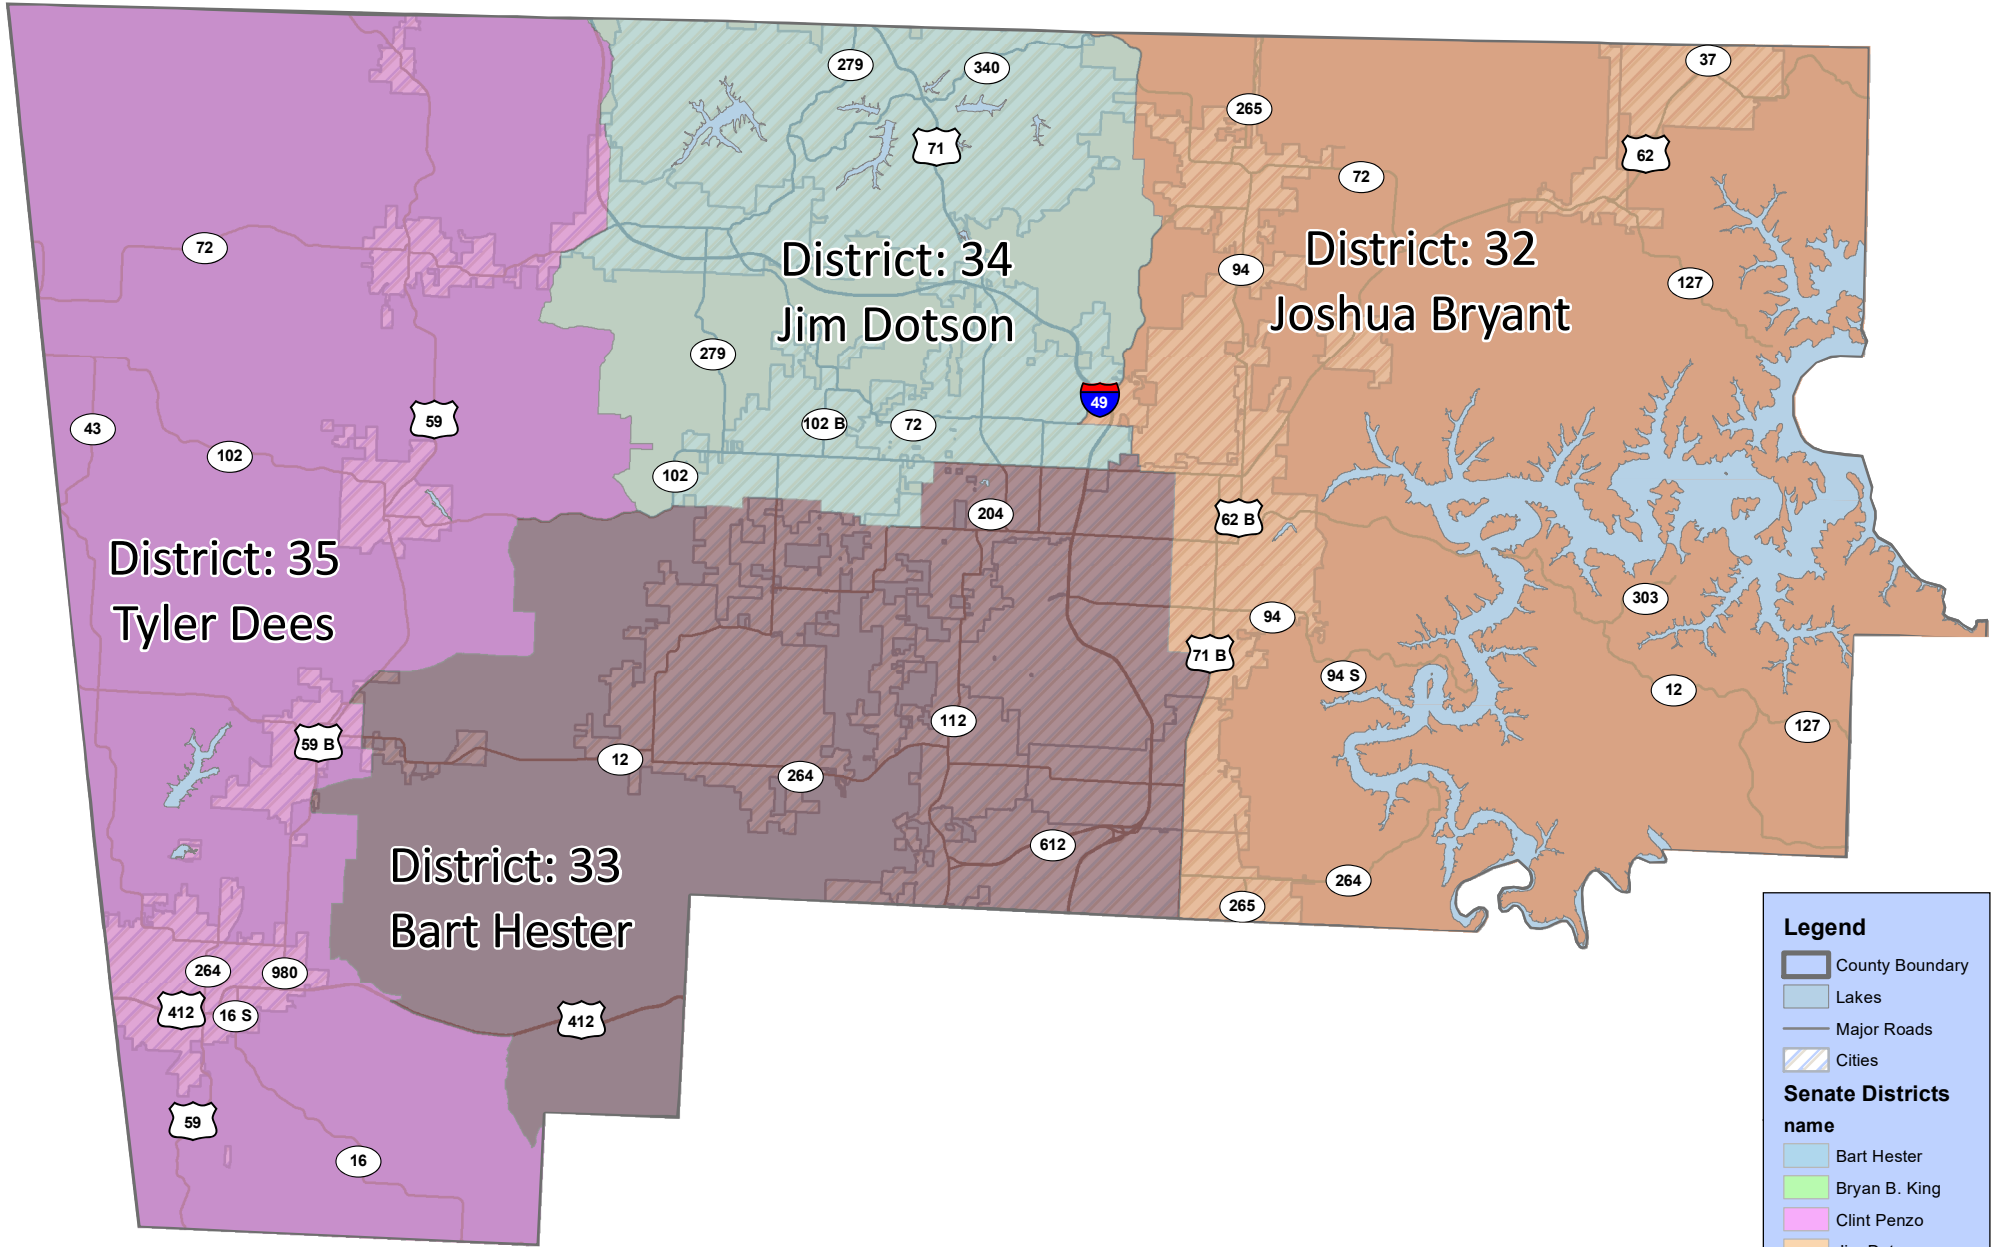 279
340
37
265
71
62
72
72
District: 34
Jim Dotson
District: 32
Joshua Bryant
94
127
279
49
43
59
102 B
72
102
102
204
62 B
District: 35
Tyler Dees
303
94
71 B
94 S
12
127
59 B
112
12
264
District: 33
Bart Hester
612
264
265
264
980
412
16 S
412
59
16
Legend
County Boundary
Lakes
Major Roads
Cities
Senate Districts
name
Bart Hester
Bryan B. King
Clint Penzo